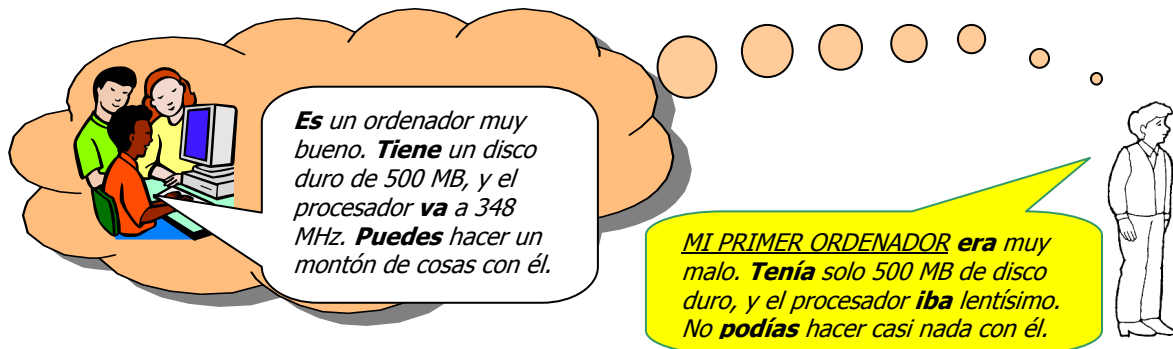 Es un ordenador muy
bueno. Tiene un disco
duro de 500 MB, y el
procesador va a 348
MHz. Puedes hacer un
montón de cosas con él.
MI PRIMER ORDENADOR era muy
malo. Tenía solo 500 MB de disco
duro, y el procesador iba lentísimo.
No podías hacer casi nada con él.